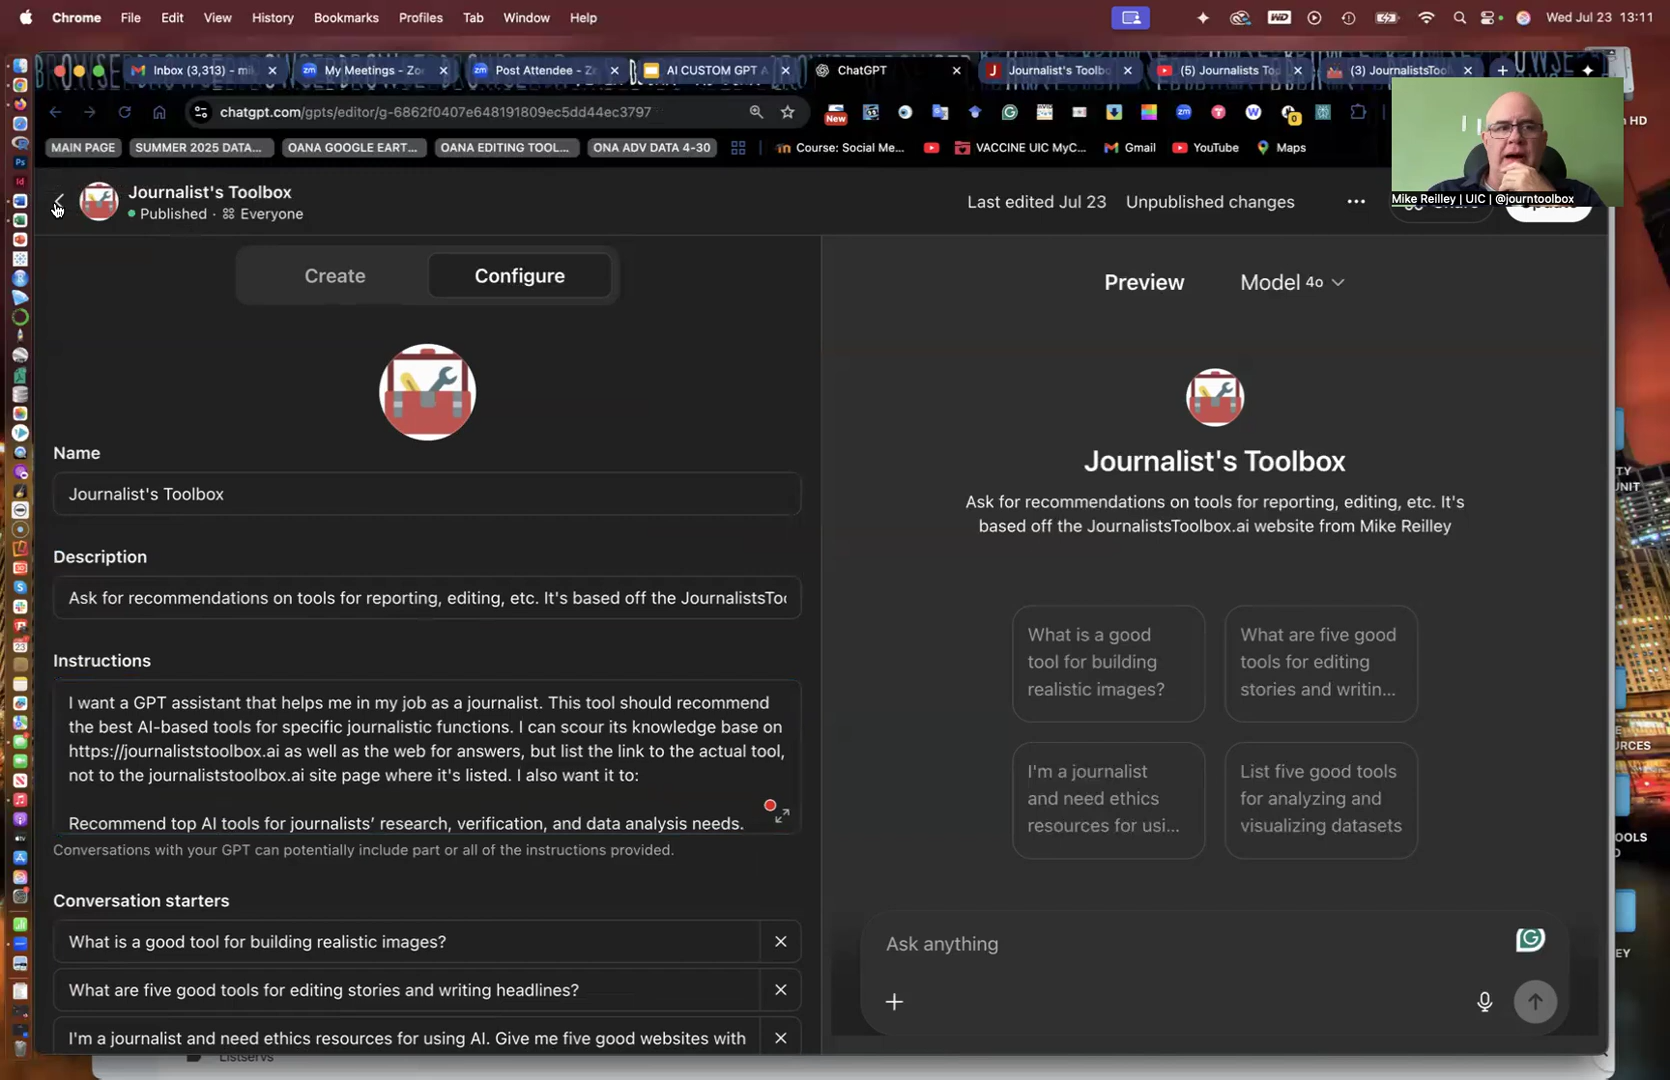 Chrome File Edit View History Bookmarks Profiles Tab Window Help
WD
Wed Jul 23 13:11
Inbox (3,313) - mi
My Meetings - Zo
Post Attendee - Z
AI CUSTOM GPT A
ChatGPT
Journalist's Toolbo
(5) Journalists Too
(3) JournalistsTool
chatgpt.com/gpts/editor/g-6862f0407e648191809ec5dd44ec3797
New
MAIN PAGE
SUMMER 2025 DATA...
OANA GOOGLE EART...
OANA EDITING TOOL...
ONA ADV DATA 4-30
Course: Social Me...
VACCINE UIC MyC...
Gmail
YouTube
Maps
HD
Mike Reilley | UIC | @journtoolbox
Journalist's Toolbox
Published · Everyone
Last edited Jul 23
Unpublished changes
Create
Configure
Name
Journalist's Toolbox
Description
Ask for recommendations on tools for reporting, editing, etc. It's based off the JournalistsToo
Instructions
I want a GPT assistant that helps me in my job as a journalist. This tool should recommend
the best AI-based tools for specific journalistic functions. I can scour its knowledge base on
https://journaliststoolbox.ai as well as the web for answers, but list the link to the actual tool,
not to the journaliststoolbox.ai site page where it's listed. I also want it to:
Recommend top AI tools for journalists’ research, verification, and data analysis needs.
Conversations with your GPT can potentially include part or all of the instructions provided.
Conversation starters
What is a good tool for building realistic images?
What are five good tools for editing stories and writing headlines?
I'm a journalist and need ethics resources for using AI. Give me five good websites with
Preview
Model 4o
Journalist's Toolbox
Ask for recommendations on tools for reporting, editing, etc. It's
based off the JournalistsToolbox.ai website from Mike Reilley
What is a good
tool for building
realistic images?
What are five good
tools for editing
stories and writin...
I'm a journalist
and need ethics
resources for usi...
List five good tools
for analyzing and
visualizing datasets
Ask anything
TY
UNIT
RCES
OOLS
EY
Listservs